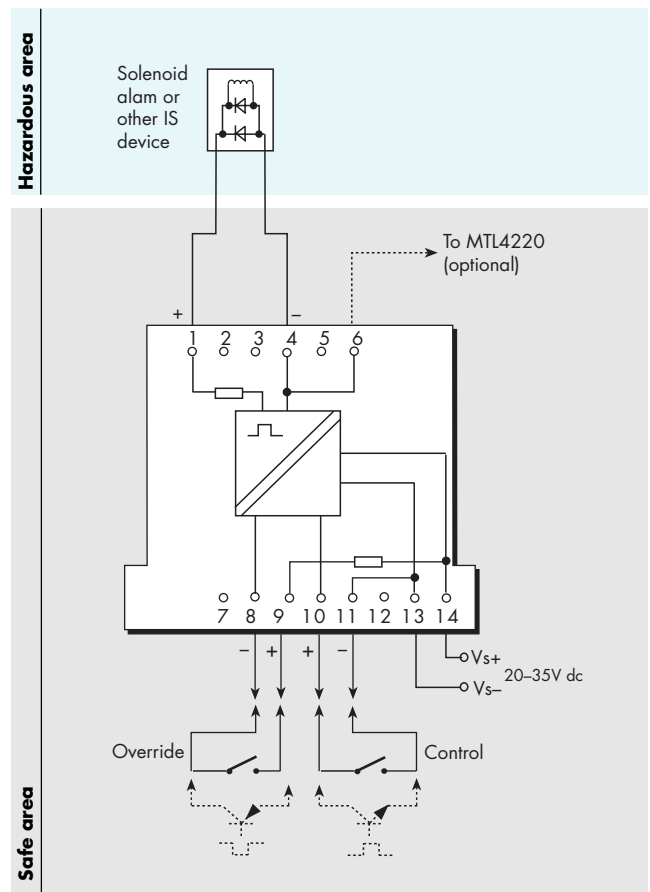 Hazardous area
Solenoid
alam or
other IS
device
To MTL4220
(optional)
+ –
1 2 3 4 5 6
7 8 9 10 11 12 13 14
– + + –
Vs+
20–35V dc
Vs–
Override
Control
Safe area